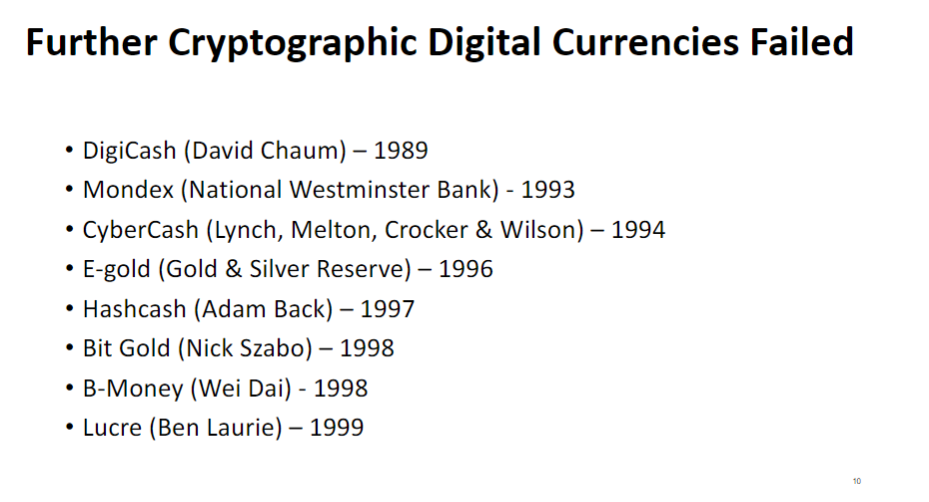 Further Cryptographic Digital Currencies Failed
• DigiCash (David Chaum) – 1989
• Mondex (National Westminster Bank) - 1993
• CyberCash (Lynch, Melton, Crocker & Wilson) – 1994
• E-gold (Gold & Silver Reserve) – 1996
• Hashcash (Adam Back) – 1997
• Bit Gold (Nick Szabo) – 1998
• B-Money (Wei Dai) - 1998
• Lucre (Ben Laurie) – 1999
10